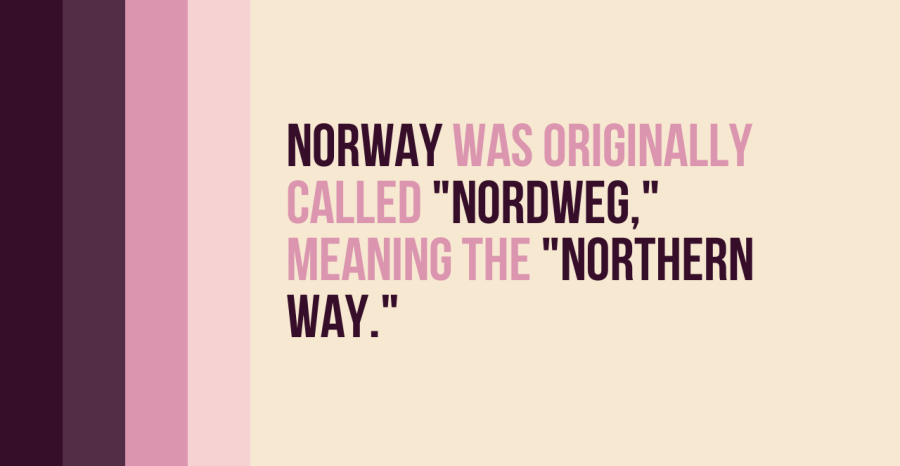 NORWAY WAS ORIGINALLY
CALLED "NORDWEG,"
MEANING THE "NORTHERN
WAY."